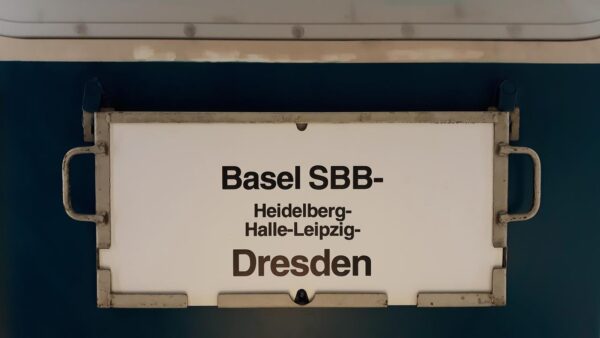 Basel SBB-
Heidelberg-
Halle-Leipzig-
Dresden